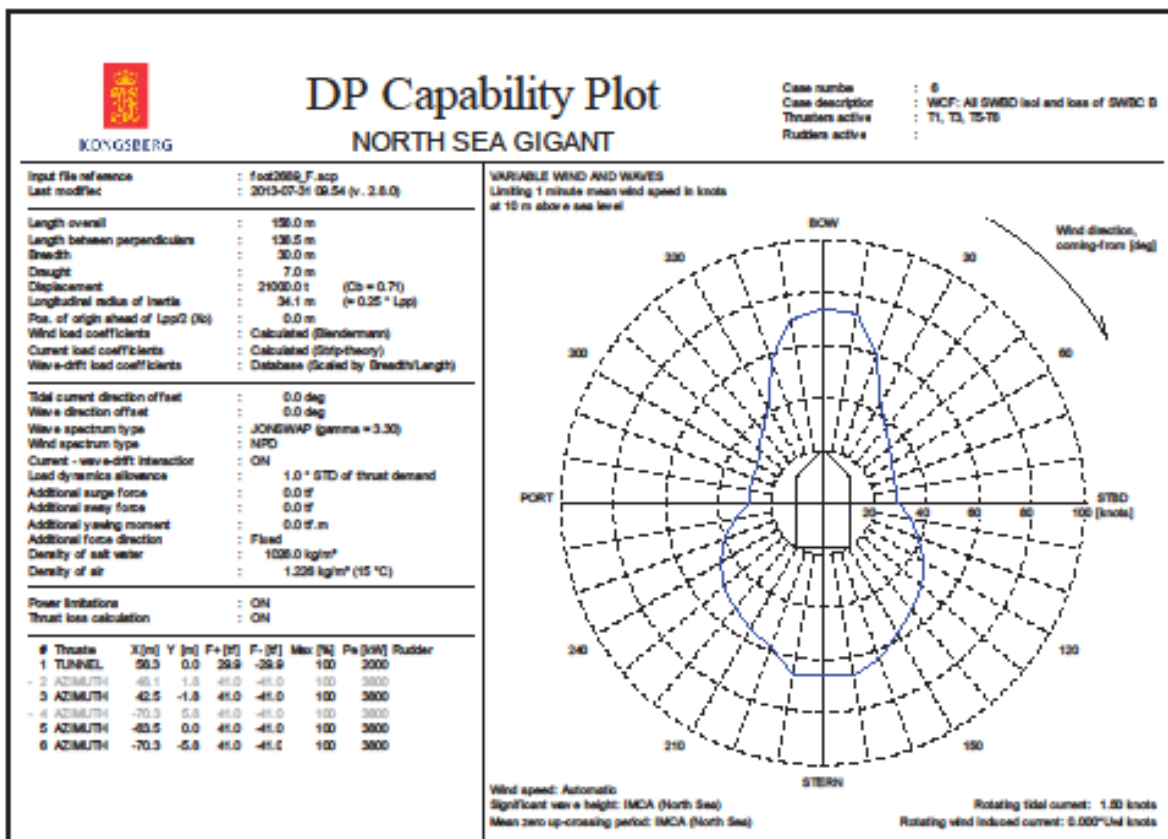 KONGSBERG
DP Capability Plot
NORTH SEA GIGANT
Case numbe : 6
Case description : WCF: All SWBD isol and loss of SWBC B
Thrusters active : T1, T3, T5-T6
Rudders active :
Input file reference : foot2689_F.scp
Last modifiec : 2013-07-31 09.54 (v. 2.8.0)
Length overall : 156.0 m
Length between perpendiculars : 136.5 m
Breadth : 30.0 m
Draught : 7.0 m
Displacement : 21000.0 t (Cb = 0.71)
Longitudinal radius of inertia : 34.1 m (= 0.25 * Lpp)
Pos. of origin ahead of Lpp/2 (Xo) : 0.0 m
Wind load coefficients : Calculated (Blendermann)
Current load coefficients : Calculated (Strip-theory)
Wave-drift load coefficients : Database (Scaled by Breadth/Length)
Tidal current direction offset : 0.0 deg
Wave direction offset : 0.0 deg
Wave spectrum type : JONSWAP (gamma = 3.30)
Wind spectrum type : NPD
Current - wave-drift interaction : ON
Load dynamics allowance : 1.0 * STD of thrust demand
Additional surge force : 0.0 tf
Additional sway force : 0.0 tf
Additional yawing moment : 0.0 tf.m
Additional force direction : Fixed
Density of salt water : 1026.0 kg/m³
Density of air : 1.226 kg/m³ (15 °C)
Power limitations : ON
Thrust loss calculation : ON
# Thruste X [m] Y [m] F+ [tf] F- [tf] Max [%] Pe [kW] Rudder
1 TUNNEL 58.3 0.0 29.9 -29.9 100 2000
- 2 AZIMUTH 48.1 1.8 41.0 -41.0 100 3800
3 AZIMUTH 42.5 -1.8 41.0 -41.0 100 3800
- 4 AZIMUTH -70.3 5.8 41.0 -41.0 100 3800
5 AZIMUTH -63.5 0.0 41.0 -41.0 100 3800
6 AZIMUTH -70.3 -5.8 41.0 -41.0 100 3800
VARIABLE WIND AND WAVES
Limiting 1 minute mean wind speed in knots
at 10 m above sea level
BOW
Wind direction,
coming-from [deg]
330
30
300
60
PORT
STBD
20 40 60 80 100 [knots]
240
120
210
150
STERN
Wind speed: Automatic
Significant wave height: IMCA (North Sea)
Rotating tidal current: 1.50 knots
Mean zero up-crossing period: IMCA (North Sea)
Rotating wind induced current: 0.000*Uwi knots